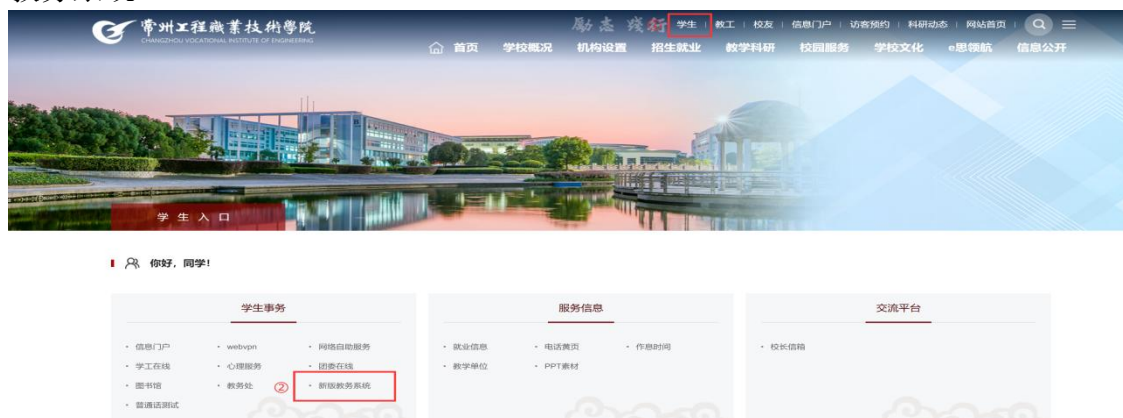 常州工程职业技術學院
CHANGZHOU VOCATIONAL INSTITUTE OF ENGINEERING
励志 践行 学生 教工 校友 信息门户 访客预约 科研动态 网站首页
首页 学校概况 机构设置 招生就业 教学科研 校园服务 学校文化 e思领航 信息公开
学生入口
你好，同学！
学生事务 服务信息 交流平台
· 信息门户 · webvpn · 网络自助服务 · 就业信息 · 电话黄页 · 作息时间 · 校长信箱
· 学工在线 · 心理服务 · 团委在线 · 教学单位 · PPT素材
· 图书馆 · 教务处 ② · 新版教务系统
· 普通话测试